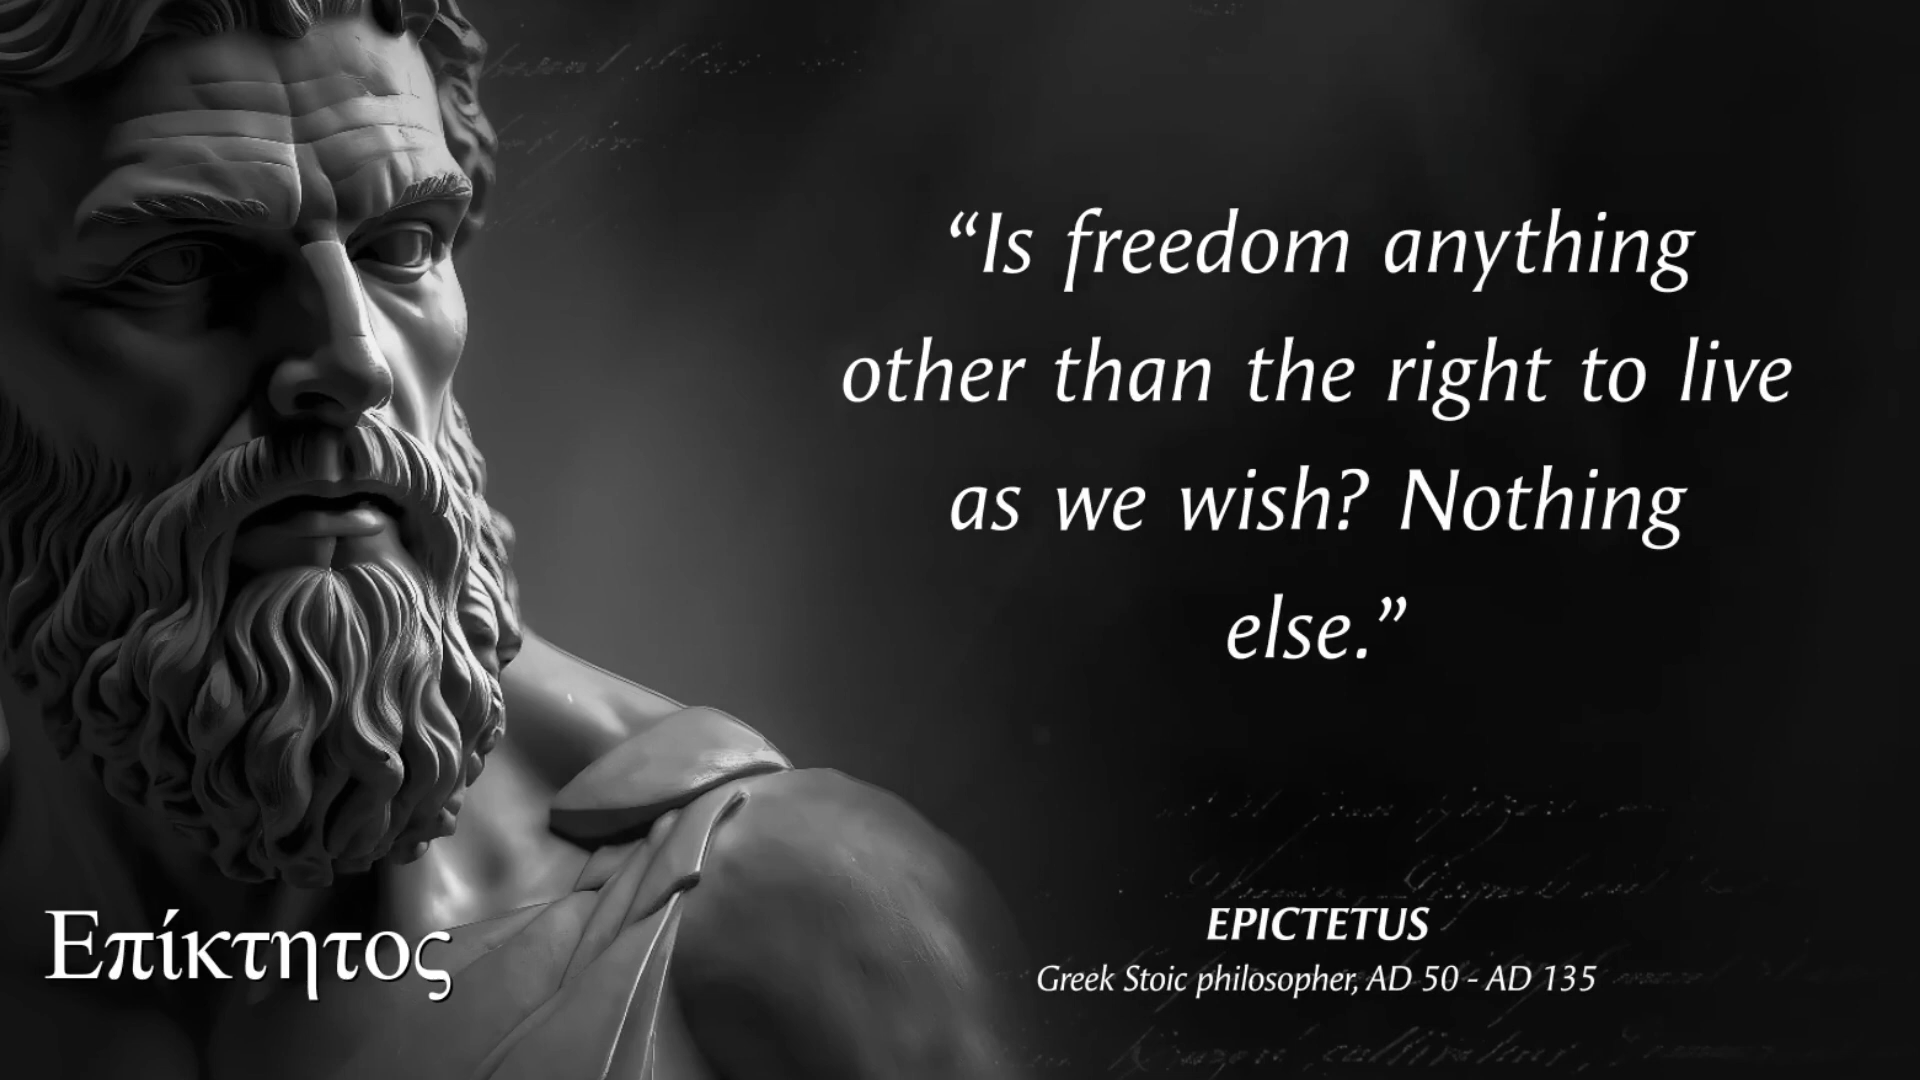 “Is freedom anything
other than the right to live
as we wish? Nothing
else.”
EPICTETUS
Greek Stoic philosopher, AD 50 - AD 135
Επίκτητος